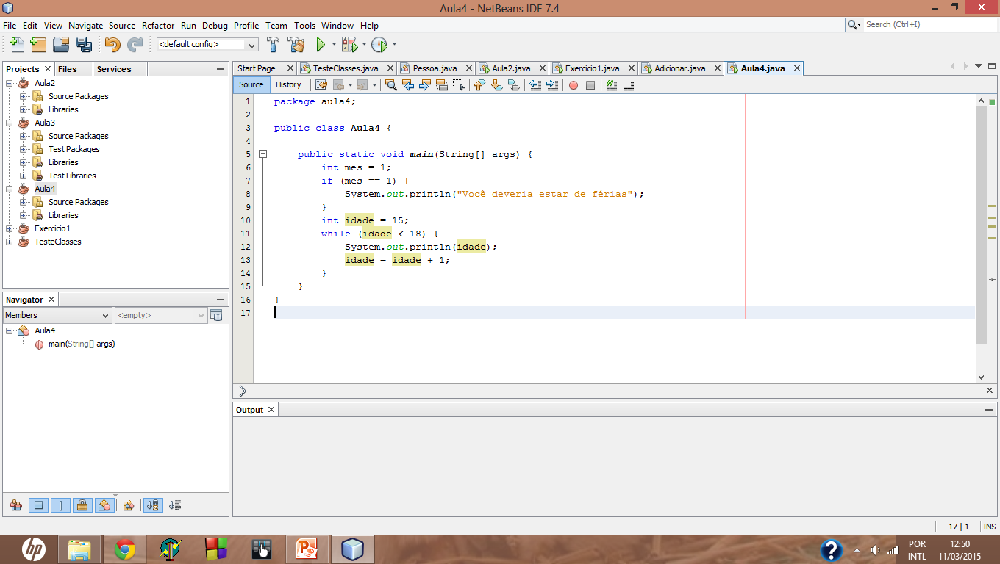 Aula4 - NetBeans IDE 7.4
File Edit View Navigate Source Refactor Run Debug Profile Team Tools Window Help
Search (Ctrl+I)
<default config>
Projects Files Services
Aula2
Source Packages
Libraries
Aula3
Source Packages
Test Packages
Libraries
Test Libraries
Aula4
Source Packages
Libraries
Exercicio1
TesteClasses
Navigator
Members <empty>
Aula4
main(String[] args)
Start Page TesteClasses.java Pessoa.java Aula2.java Exercicio1.java Adicionar.java Aula4.java
Source History
1 package aula4;
2
3 public class Aula4 {
4
5 public static void main(String[] args) {
6 int mes = 1;
7 if (mes == 1) {
8 System.out.println("Você deveria estar de férias");
9 }
10 int idade = 15;
11 while (idade < 18) {
12 System.out.println(idade);
13 idade = idade + 1;
14 }
15 }
16 }
17
Output
17 | 1 INS
hp
POR 12:50
INTL 11/03/2015